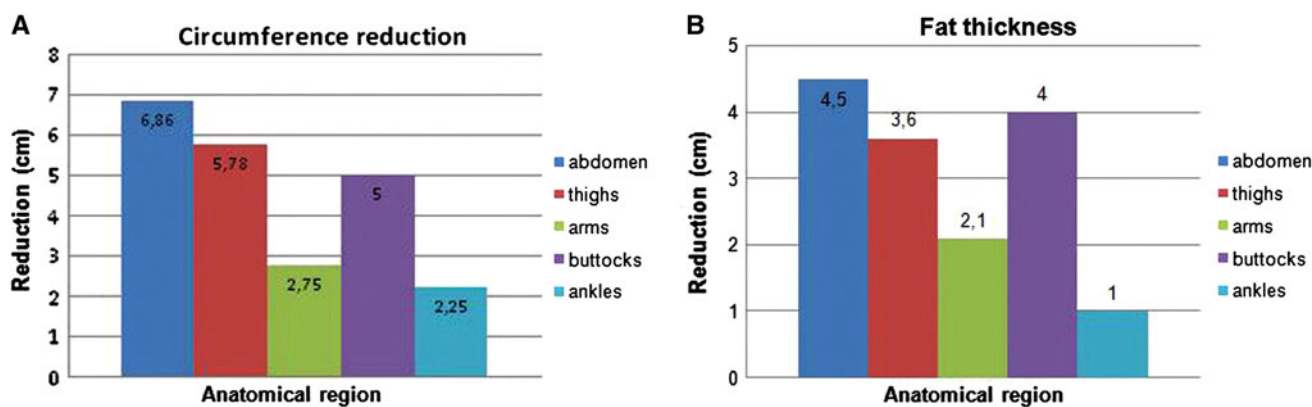 A
Circumference reduction
8
7
6
5
4
3
2
1
0
Reduction (cm)
6,86
5,78
2,75
5
2,25
Anatomical region
abdomen
thighs
arms
buttocks
ankles
B
Fat thickness
5
4
3
2
1
0
Reduction (cm)
4,5
3,6
2,1
4
1
Anatomical region
abdomen
thighs
arms
buttocks
ankles